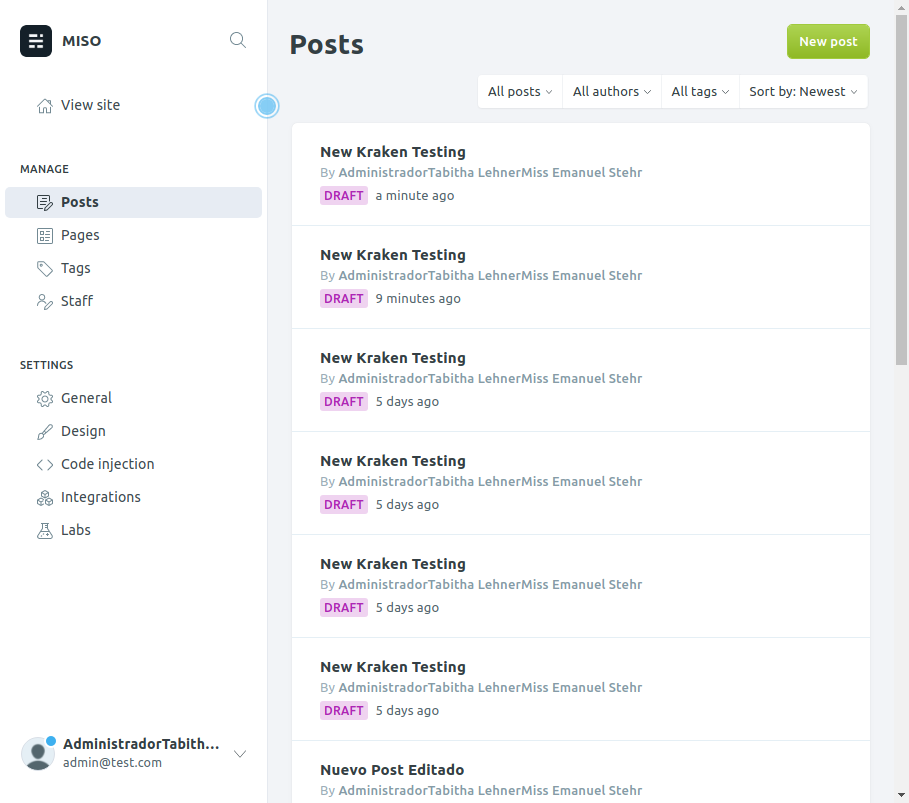 MISO
View site
MANAGE
Posts
Pages
Tags
Staff
SETTINGS
General
Design
Code injection
Integrations
Labs
AdministradorTabith...
admin@test.com
Posts
New post
All posts
All authors
All tags
Sort by: Newest
New Kraken Testing
By AdministradorTabitha LehnerMiss Emanuel Stehr
DRAFT a minute ago
New Kraken Testing
By AdministradorTabitha LehnerMiss Emanuel Stehr
DRAFT 9 minutes ago
New Kraken Testing
By AdministradorTabitha LehnerMiss Emanuel Stehr
DRAFT 5 days ago
New Kraken Testing
By AdministradorTabitha LehnerMiss Emanuel Stehr
DRAFT 5 days ago
New Kraken Testing
By AdministradorTabitha LehnerMiss Emanuel Stehr
DRAFT 5 days ago
New Kraken Testing
By AdministradorTabitha LehnerMiss Emanuel Stehr
DRAFT 5 days ago
Nuevo Post Editado
By AdministradorTabitha LehnerMiss Emanuel Stehr